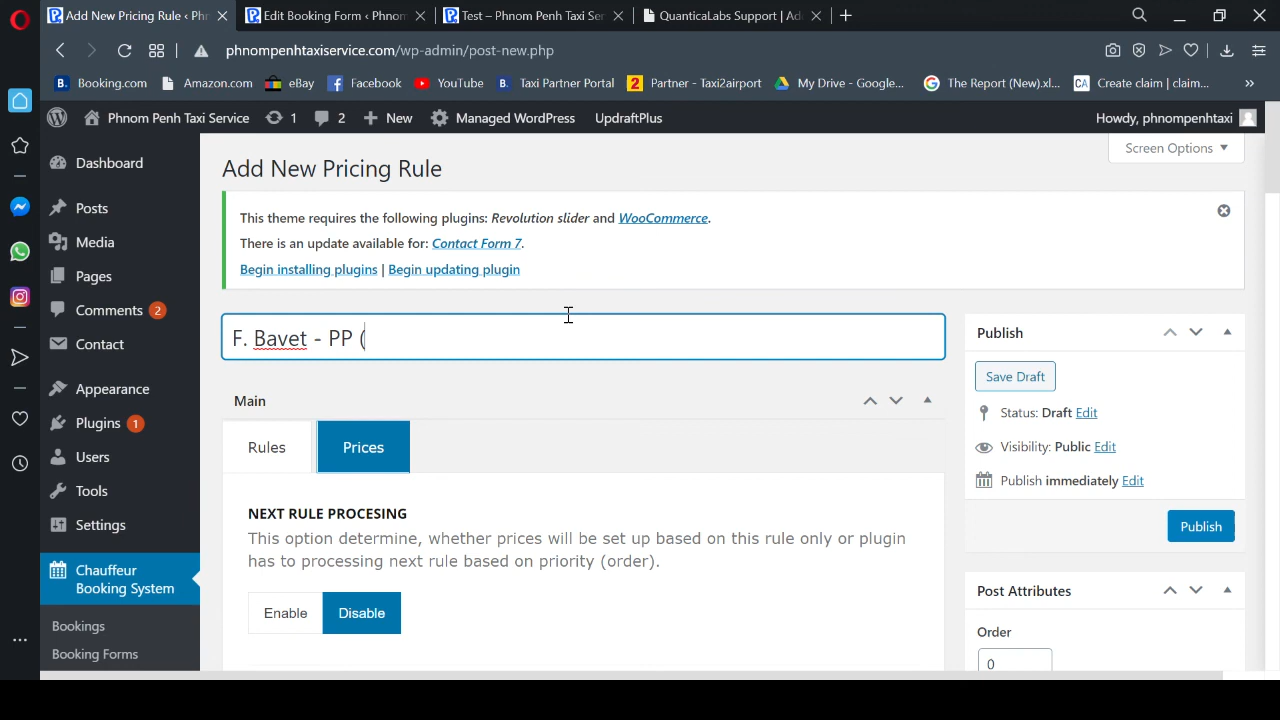 Add New Pricing Rule ‹ Phr
Edit Booking Form ‹ Phnom
Test – Phnom Penh Taxi Ser
QuanticaLabs Support | Ad
phnompenhtaxiservice.com/wp-admin/post-new.php
B. Booking.com
Amazon.com
eBay
Facebook
YouTube
B. Taxi Partner Portal
2 Partner - Taxi2airport
My Drive - Google...
The Report (New).xl...
CA Create claim | claim...
Phnom Penh Taxi Service
1
2
New
Managed WordPress
UpdraftPlus
Howdy, phnompenhtaxi
Screen Options
Dashboard
Posts
Media
Pages
Comments 2
Contact
Appearance
Plugins 1
Users
Tools
Settings
Chauffeur
Booking System
Bookings
Booking Forms
Add New Pricing Rule
This theme requires the following plugins: Revolution slider and WooCommerce.
There is an update available for: Contact Form 7.
Begin installing plugins | Begin updating plugin
F. Bavet - PP (
Main
Rules
Prices
NEXT RULE PROCESING
This option determine, whether prices will be set up based on this rule only or plugin
has to processing next rule based on priority (order).
Enable
Disable
Publish
Save Draft
Status: Draft Edit
Visibility: Public Edit
Publish immediately Edit
Publish
Post Attributes
Order
0